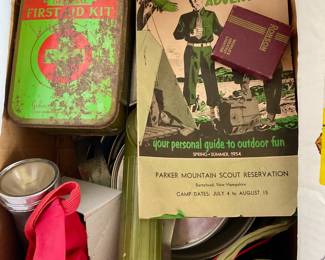 FIRST AID KIT
ROBINSON
your personal guide to outdoor fun
SPRING - SUMMER, 1954
PARKER MOUNTAIN SCOUT RESERVATION
Barnstead, New Hampshire
CAMP DATES: JULY 4 to AUGUST 15